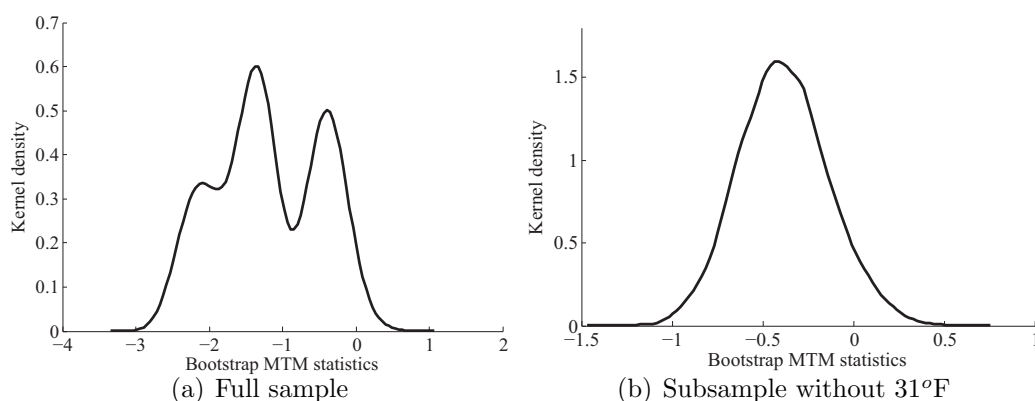 0.7
0.6
0.5
0.4
0.3
0.2
0.1
0
Kernel density
−4 −3 −2 −1 0 1 2
Bootstrap MTM statistics
(a) Full sample
1.5
1
0.5
0
Kernel density
−1.5 −1 −0.5 0 0.5 1
Bootstrap MTM statistics
(b) Subsample without 31°F